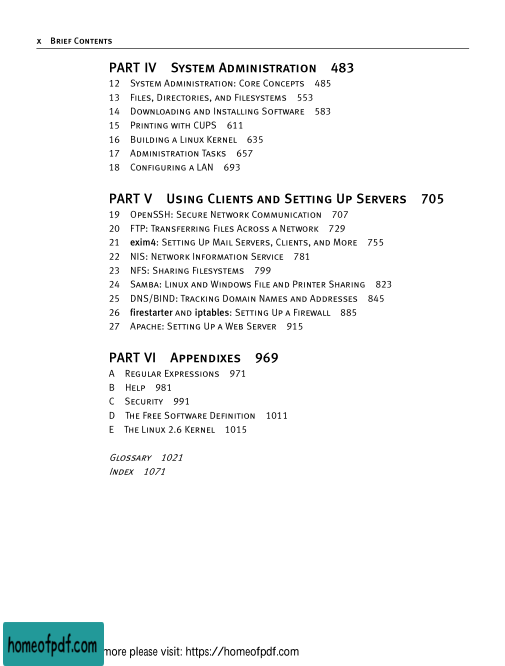 x Brief Contents
PART IV System Administration 483
12 System Administration: Core Concepts 485
13 Files, Directories, and Filesystems 553
14 Downloading and Installing Software 583
15 Printing with CUPS 611
16 Building a Linux Kernel 635
17 Administration Tasks 657
18 Configuring a LAN 693
PART V Using Clients and Setting Up Servers 705
19 OpenSSH: Secure Network Communication 707
20 FTP: Transferring Files Across a Network 729
21 exim4: Setting Up Mail Servers, Clients, and More 755
22 NIS: Network Information Service 781
23 NFS: Sharing Filesystems 799
24 Samba: Linux and Windows File and Printer Sharing 823
25 DNS/BIND: Tracking Domain Names and Addresses 845
26 firestarter and iptables: Setting Up a Firewall 885
27 Apache: Setting Up a Web Server 915
PART VI Appendixes 969
A Regular Expressions 971
B Help 981
C Security 991
D The Free Software Definition 1011
E The Linux 2.6 Kernel 1015
Glossary 1021
Index 1071
homeofpdf.com more please visit: https://homeofpdf.com